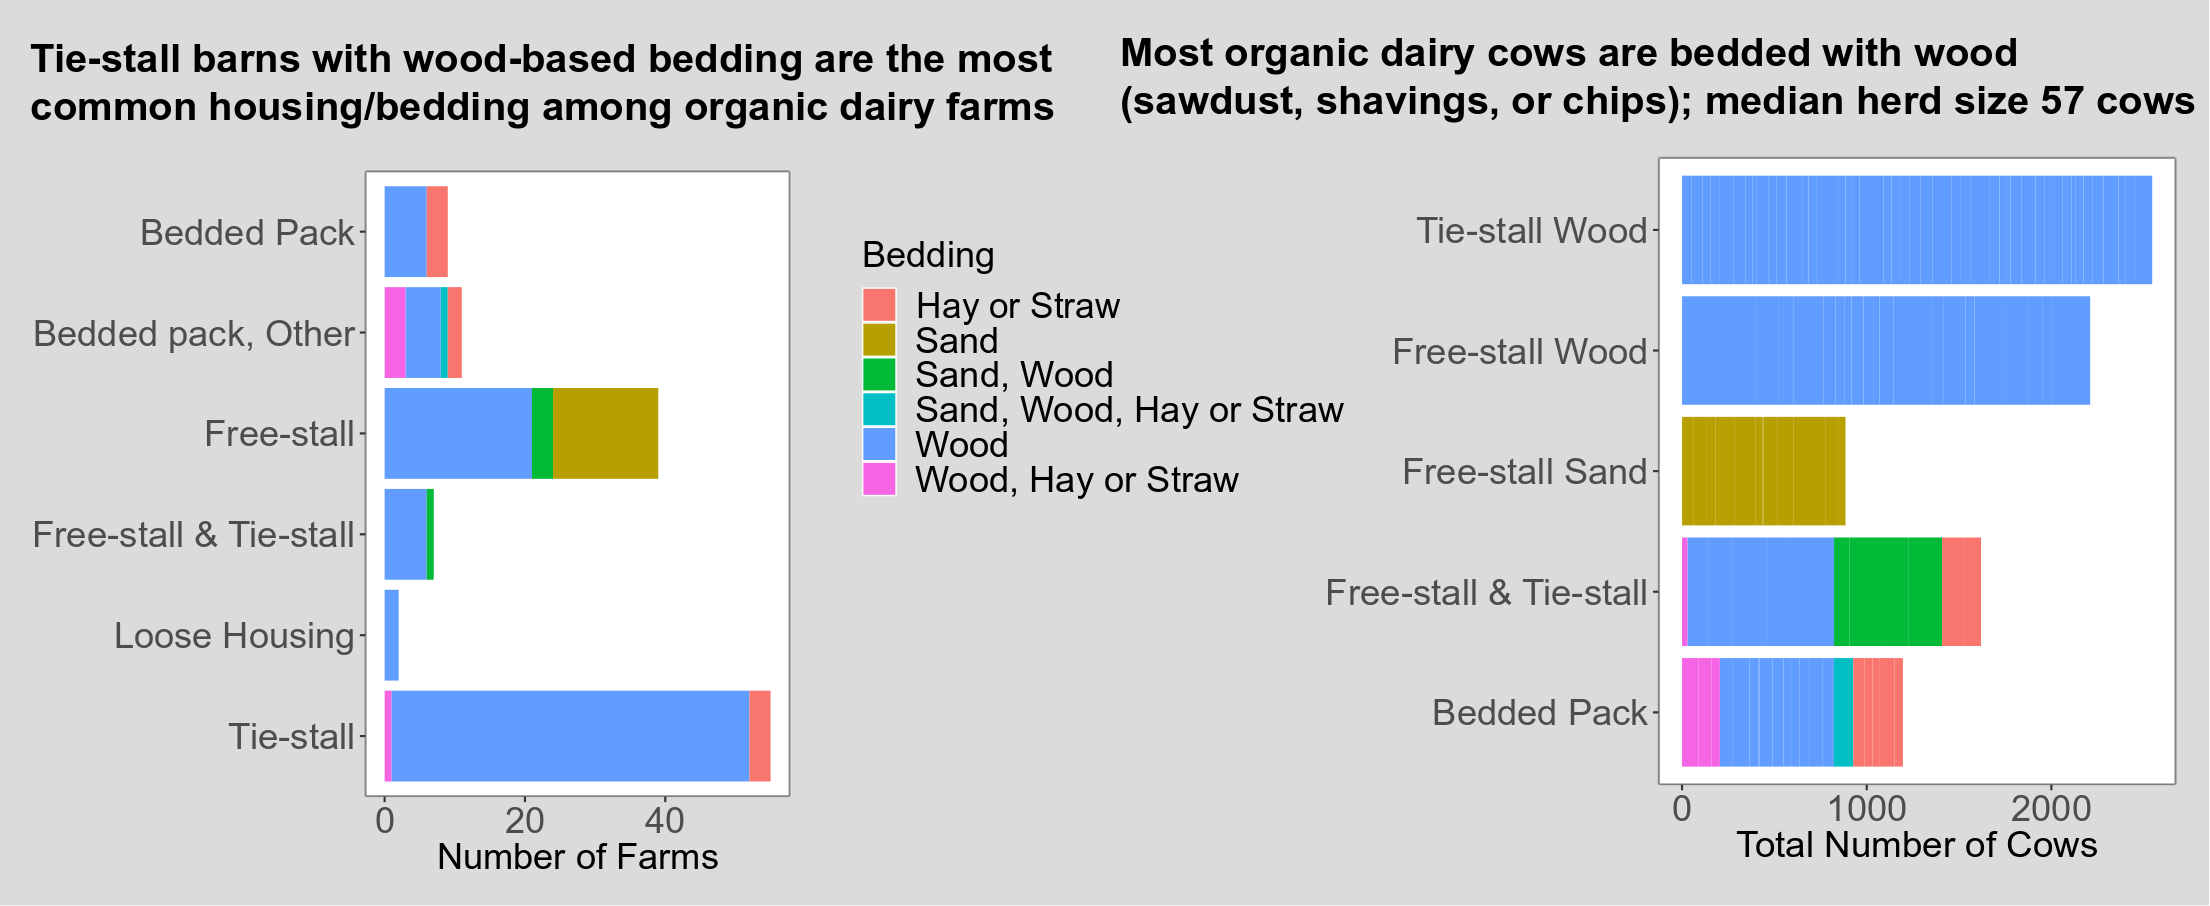 Tie-stall barns with wood-based bedding are the most
common housing/bedding among organic dairy farms
Bedded Pack
Bedded pack, Other
Free-stall
Free-stall & Tie-stall
Loose Housing
Tie-stall
0 20 40
Number of Farms
Bedding
Hay or Straw
Sand
Sand, Wood
Sand, Wood, Hay or Straw
Wood
Wood, Hay or Straw
Most organic dairy cows are bedded with wood
(sawdust, shavings, or chips); median herd size 57 cows
Tie-stall Wood
Free-stall Wood
Free-stall Sand
Free-stall & Tie-stall
Bedded Pack
0 1000 2000
Total Number of Cows